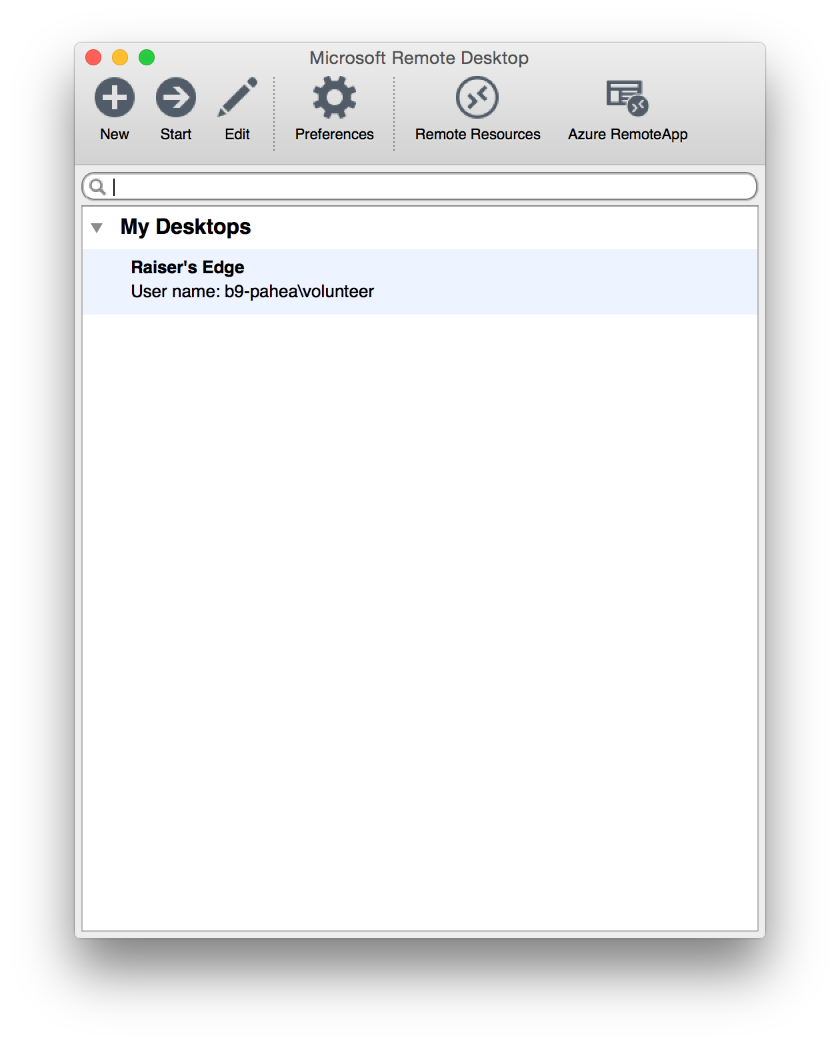 Microsoft Remote Desktop
New Start Edit Preferences Remote Resources Azure RemoteApp
My Desktops
Raiser's Edge
User name: b9-pahea\volunteer